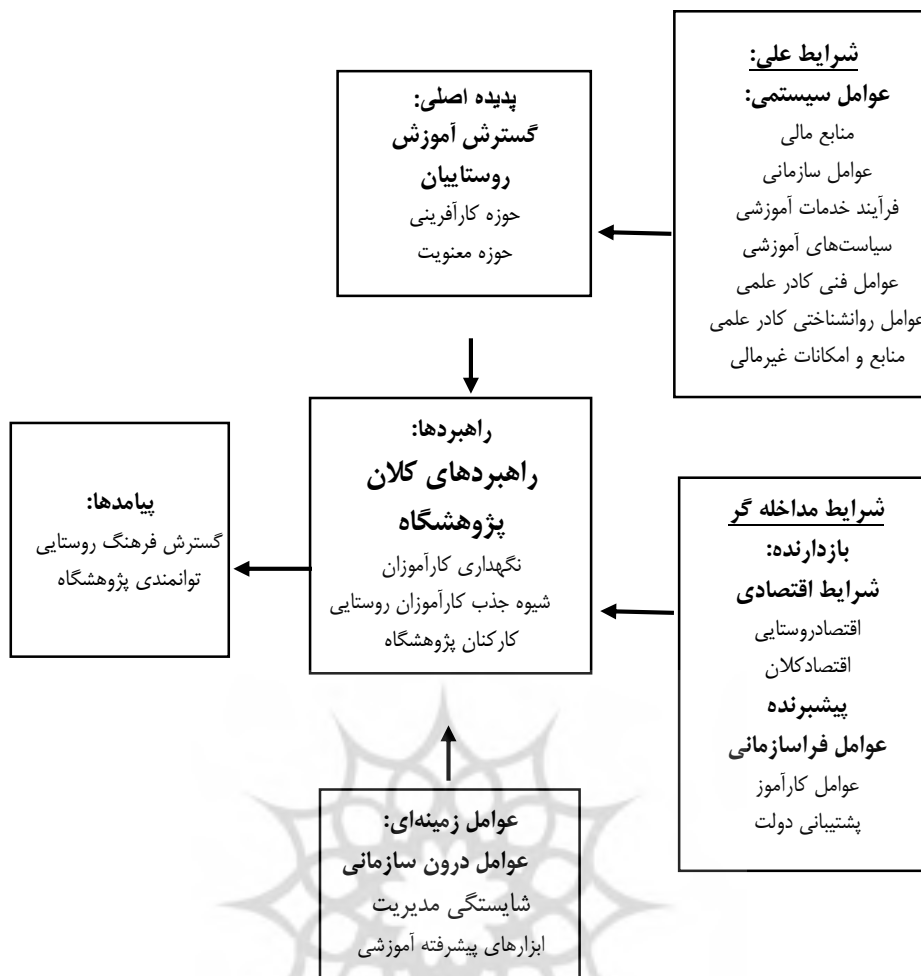 شرایط علی:
عوامل سیستمی:
منابع مالی
عوامل سازمانی
فرآیند خدمات آموزشی
سیاست‌های آموزشی
عوامل فنی کادر علمی
عوامل روانشناختی کادر علمی
منابع و امکانات غیرمالی
پدیده اصلی:
گسترش آموزش
روستاییان
حوزه کارآفرینی
حوزه معنویت
راهبردها:
راهبردهای کلان
پژوهشگاه
نگهداری کارآموزان
شیوه جذب کارآموزان روستایی
کارکنان پژوهشگاه
پیامدها:
گسترش فرهنگ روستایی
توانمندی پژوهشگاه
شرایط مداخله گر
بازدارنده:
شرایط اقتصادی
اقتصادروستایی
اقتصادکلان
پیشبرنده
عوامل فراسازمانی
عوامل کارآموز
پشتیبانی دولت
عوامل زمینه‌ای:
عوامل درون سازمانی
شایستگی مدیریت
ابزارهای پیشرفته آموزشی